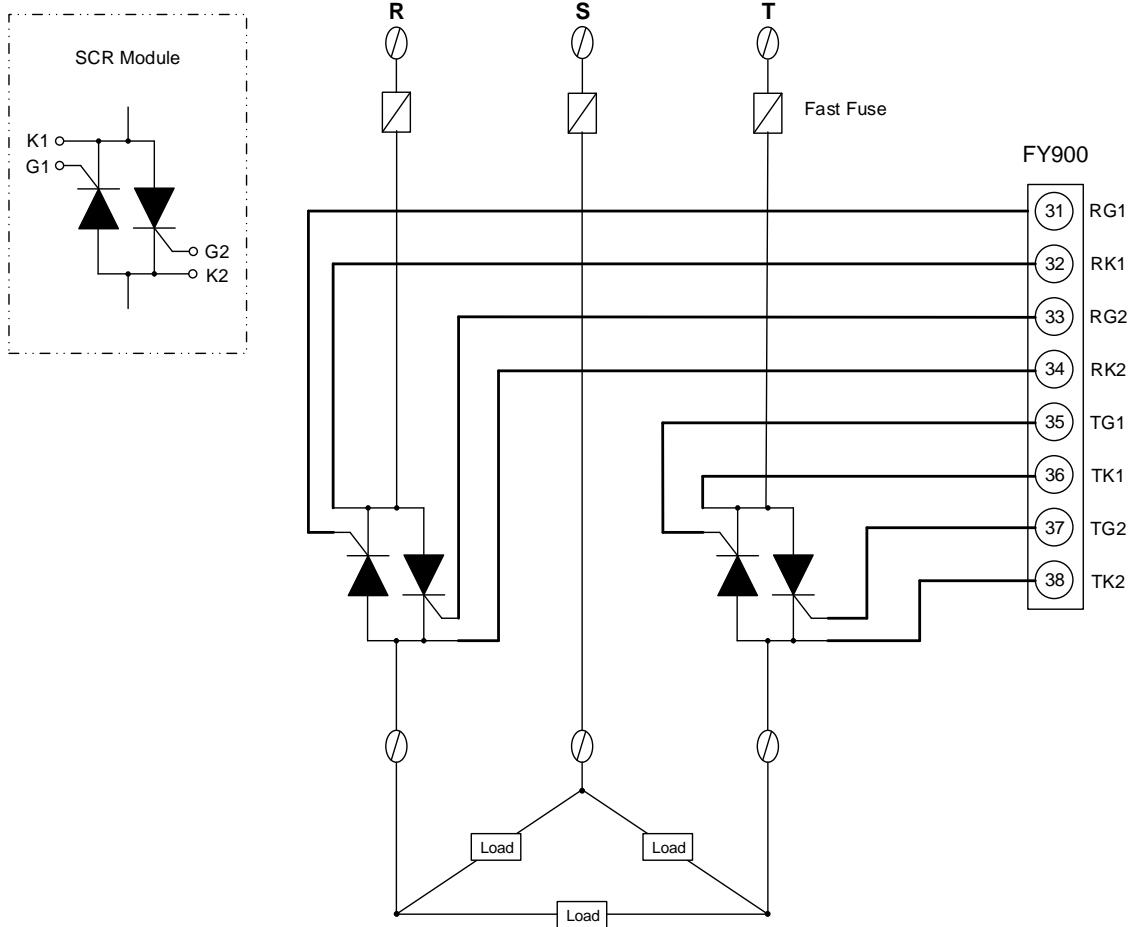 R S T
SCR Module
K1
G1
G2
K2
Fast Fuse
FY900
31 RG1
32 RK1
33 RG2
34 RK2
35 TG1
36 TK1
37 TG2
38 TK2
Load Load
Load